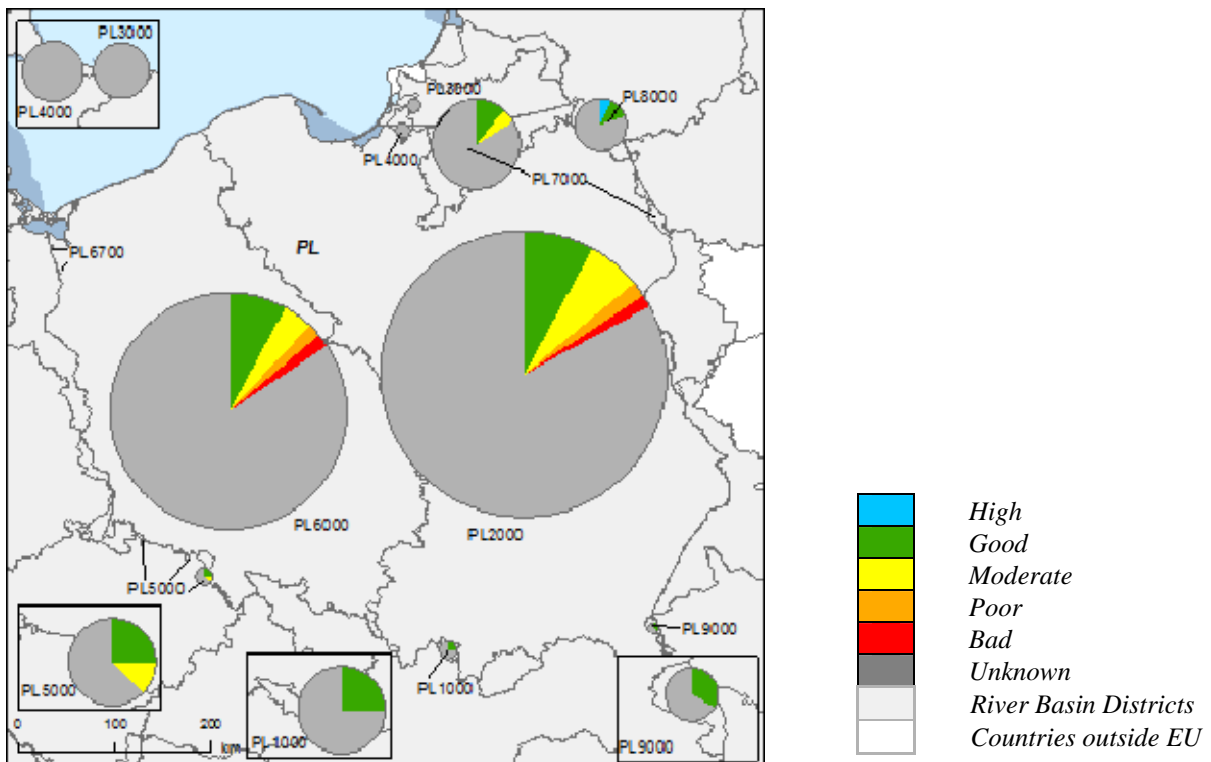 PL3000
PL4000
PL3000
PL8000
PL4000
PL7000
PL6700
PL
PL6000
PL2000
PL5000
PL9000
PL5000
PL1000
PL1000
PL9000
0 100 200
km
High
Good
Moderate
Poor
Bad
Unknown
River Basin Districts
Countries outside EU